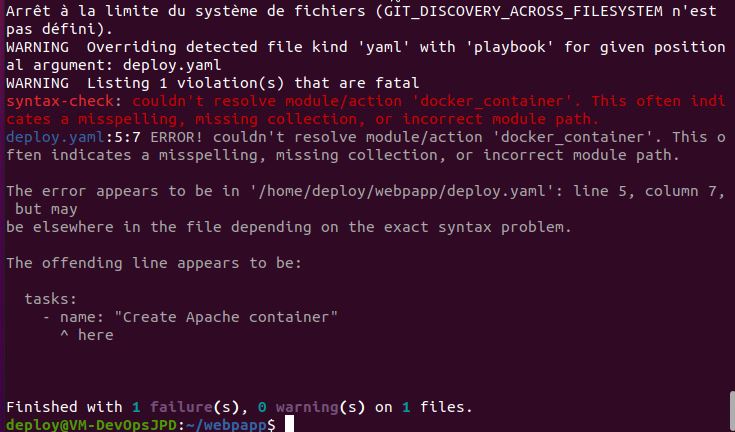 Arrêt à la limite du système de fichiers (GIT_DISCOVERY_ACROSS_FILESYSTEM n'est
pas défini).
WARNING  Overriding detected file kind 'yaml' with 'playbook' for given position
al argument: deploy.yaml
WARNING  Listing 1 violation(s) that are fatal
syntax-check: couldn't resolve module/action 'docker_container'. This often indi
cates a misspelling, missing collection, or incorrect module path.
deploy.yaml:5:7 ERROR! couldn't resolve module/action 'docker_container'. This o
ften indicates a misspelling, missing collection, or incorrect module path.

The error appears to be in '/home/deploy/webpapp/deploy.yaml': line 5, column 7,
 but may
be elsewhere in the file depending on the exact syntax problem.

The offending line appears to be:

  tasks:
    - name: "Create Apache container"
      ^ here

Finished with 1 failure(s), 0 warning(s) on 1 files.
deploy@VM-DevOpsJPD:~/webpapp$